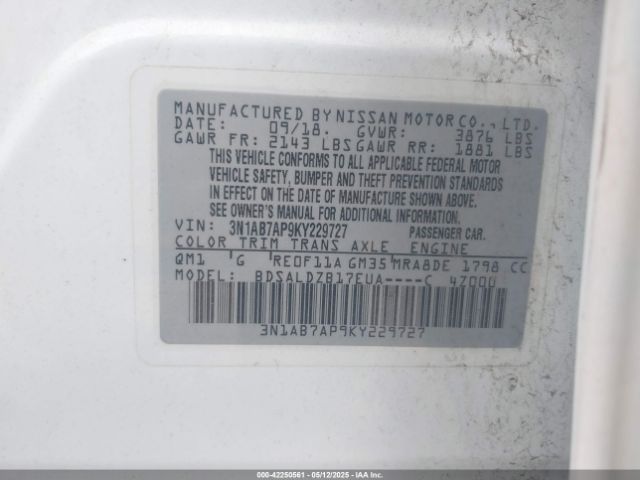 MANUFACTURED BY NISSAN MOTOR CO., LTD.
DATE: 09/18. GVWR: 3876 LBS
GAWR FR: 2143 LBS GAWR RR: 1881 LBS
THIS VEHICLE CONFORMS TO ALL APPLICABLE FEDERAL MOTOR
VEHICLE SAFETY, BUMPER AND THEFT PREVENTION STANDARDS
IN EFFECT ON THE DATE OF MANUFACTURE SHOWN ABOVE.
SEE OWNER'S MANUAL FOR ADDITIONAL INFORMATION.
VIN: 3N1AB7AP9KY229727 PASSENGER CAR.
COLOR TRIM TRANS AXLE ENGINE
QM1 G RE0F11A GM35 MRA8DE 1798 CC
MODEL: BDSALDZB17EUA----C 4Z000
3N1AB7AP9KY229727
000-42250561 - 05/12/2025 - IAA